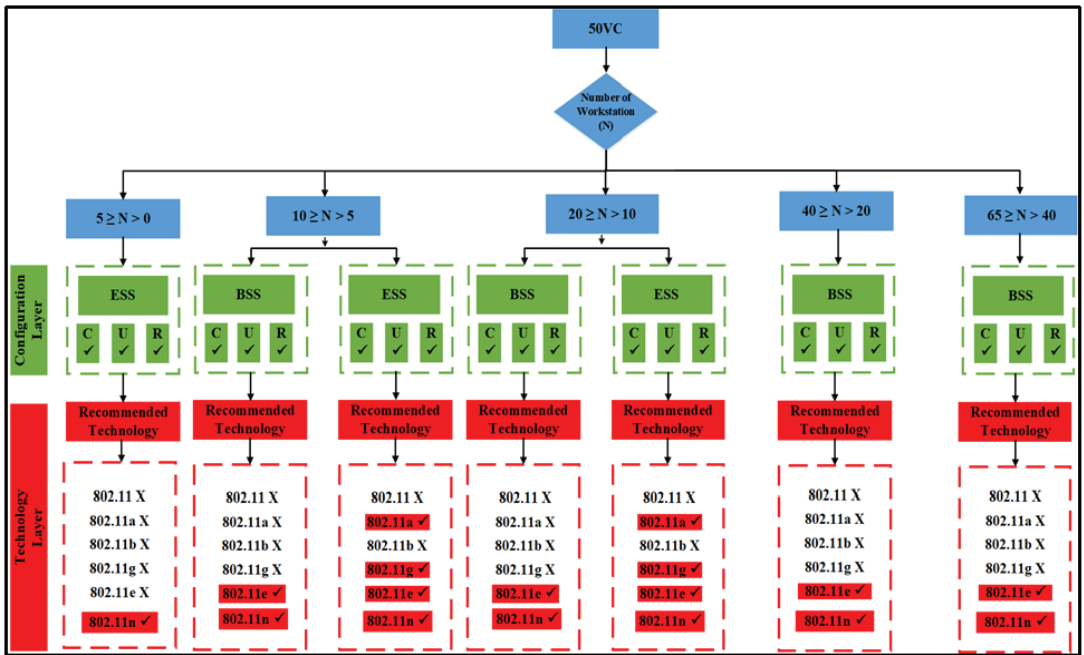 50VC
Number of
Workstation
(N)
5 ≥ N > 0
10 ≥ N > 5
20 ≥ N > 10
40 ≥ N > 20
65 ≥ N > 40
Configuration
Layer
ESS
C U R
✓ ✓ ✓
BSS
C U R
✓ ✓ ✓
ESS
C U R
✓ ✓ ✓
BSS
C U R
✓ ✓ ✓
ESS
C U R
✓ ✓ ✓
BSS
C U R
✓ ✓ ✓
BSS
C U R
✓ ✓ ✓
Technology
Layer
Recommended
Technology
802.11 X
802.11a X
802.11b X
802.11g X
802.11e X
802.11n ✓
Recommended
Technology
802.11 X
802.11a X
802.11b X
802.11g X
802.11e ✓
802.11n ✓
Recommended
Technology
802.11 X
802.11a ✓
802.11b X
802.11g ✓
802.11e ✓
802.11n ✓
Recommended
Technology
802.11 X
802.11a X
802.11b X
802.11g X
802.11e ✓
802.11n ✓
Recommended
Technology
802.11 X
802.11a ✓
802.11b X
802.11g ✓
802.11e ✓
802.11n ✓
Recommended
Technology
802.11 X
802.11a X
802.11b X
802.11g X
802.11e ✓
802.11n ✓
Recommended
Technology
802.11 X
802.11a X
802.11b X
802.11g X
802.11e ✓
802.11n ✓